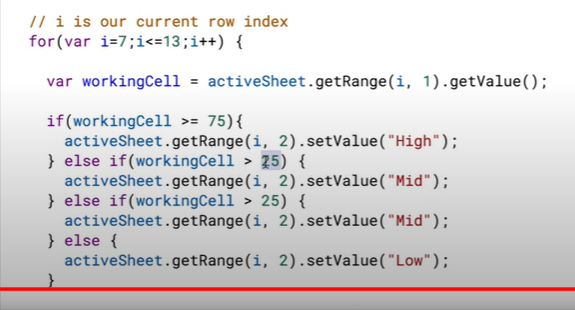 // i is our current row index
for(var i=7;i<=13;i++) {
var workingCell = activeSheet.getRange(i, 1).getValue();
if(workingCell >= 75){
activeSheet.getRange(i, 2).setValue("High");
} else if(workingCell > 25) {
activeSheet.getRange(i, 2).setValue("Mid");
} else if(workingCell > 25) {
activeSheet.getRange(i, 2).setValue("Mid");
} else {
activeSheet.getRange(i, 2).setValue("Low");
}